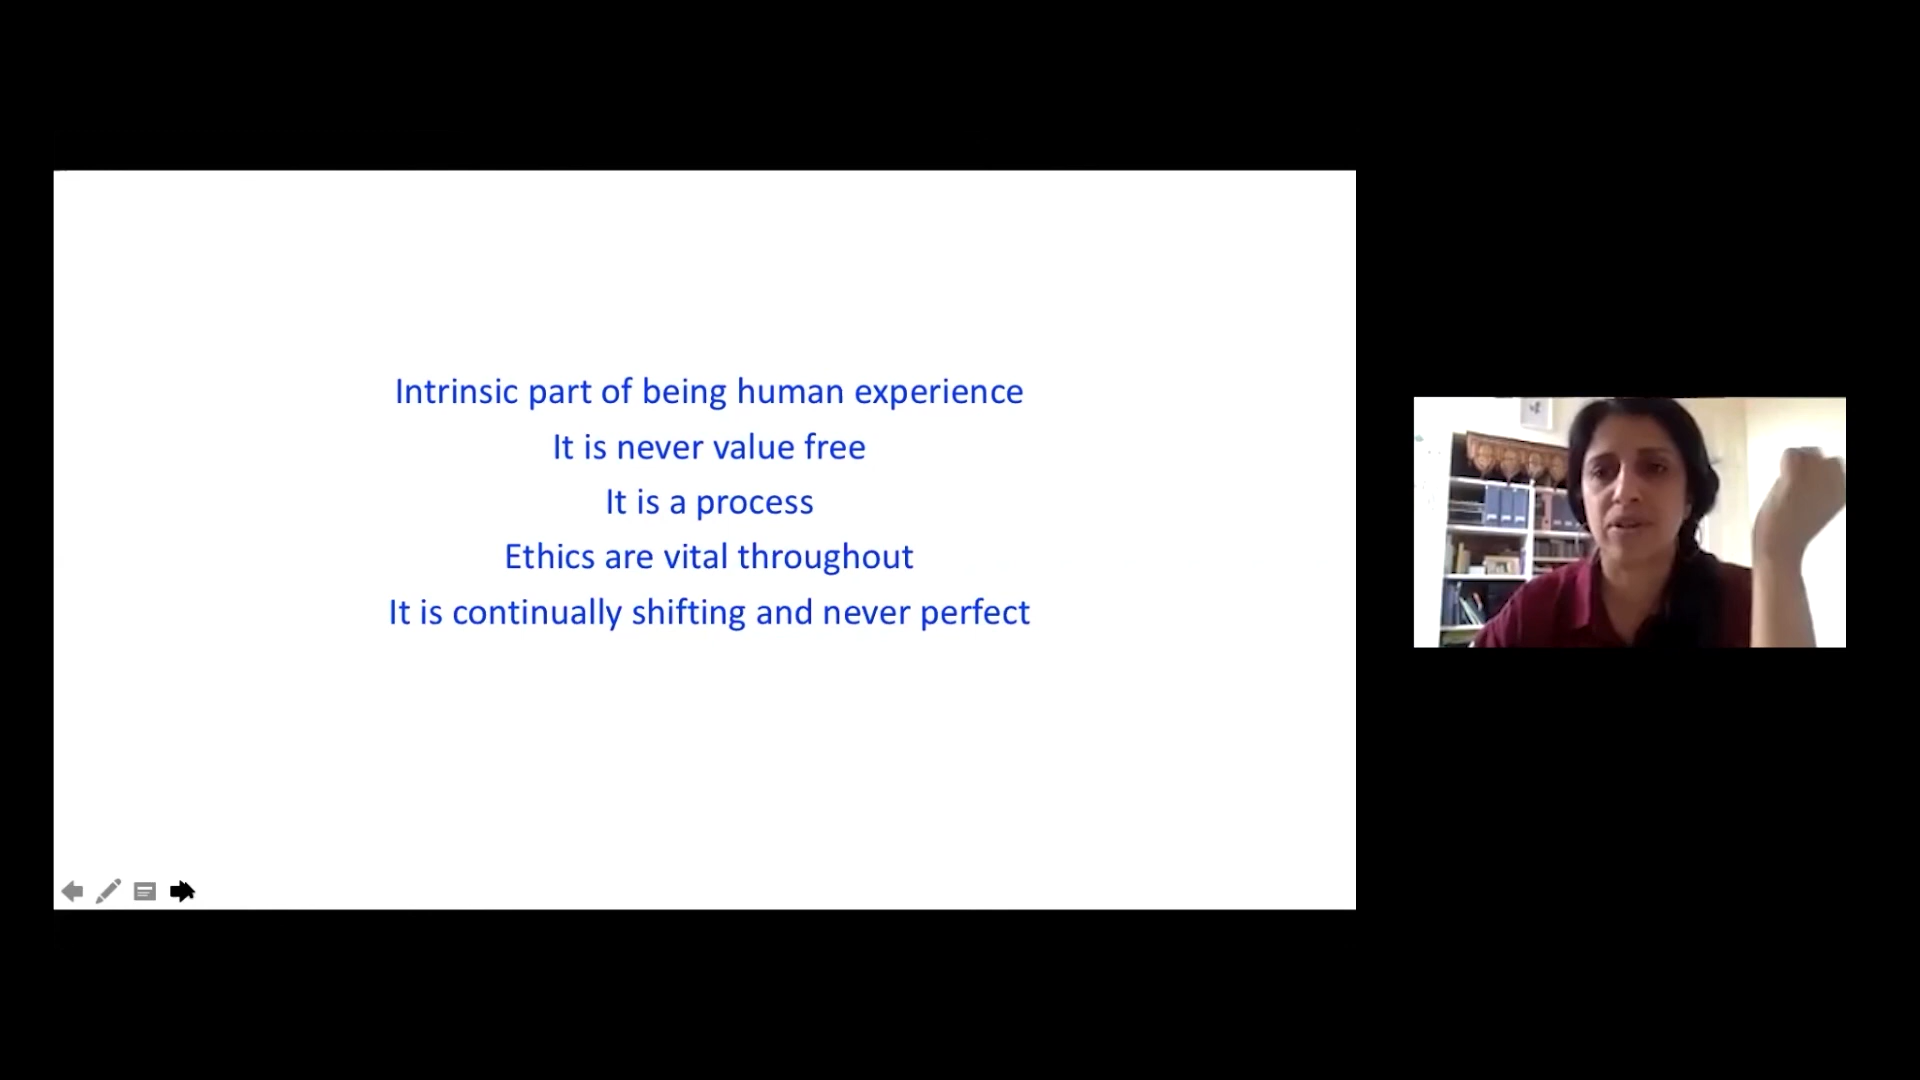 Intrinsic part of being human experience
It is never value free
It is a process
Ethics are vital throughout
It is continually shifting and never perfect